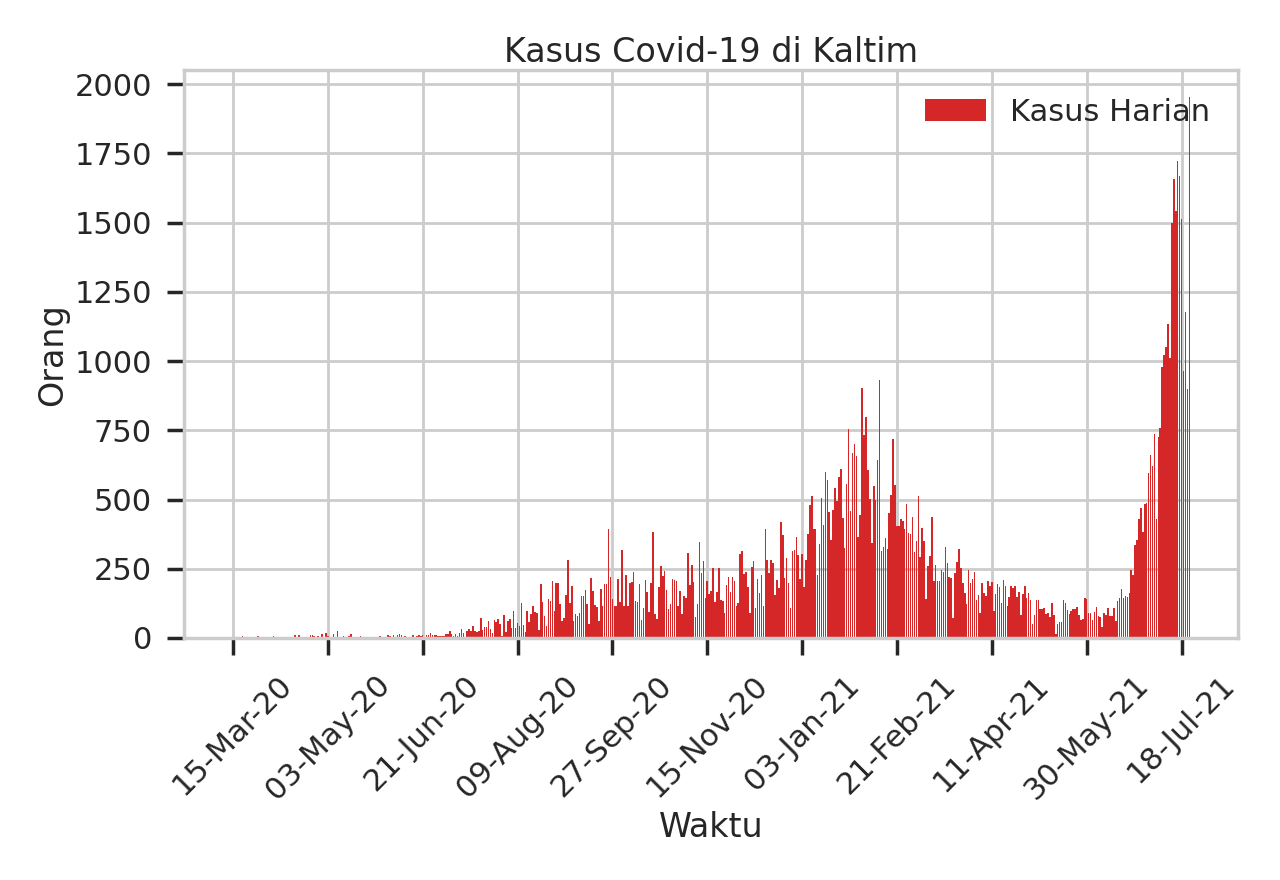 Kasus Covid-19 di Kaltim
Kasus Harian
Orang
2000
1750
1500
1250
1000
750
500
250
0
15-Mar-20
03-May-20
21-Jun-20
09-Aug-20
27-Sep-20
15-Nov-20
03-Jan-21
21-Feb-21
11-Apr-21
30-May-21
18-Jul-21
Waktu